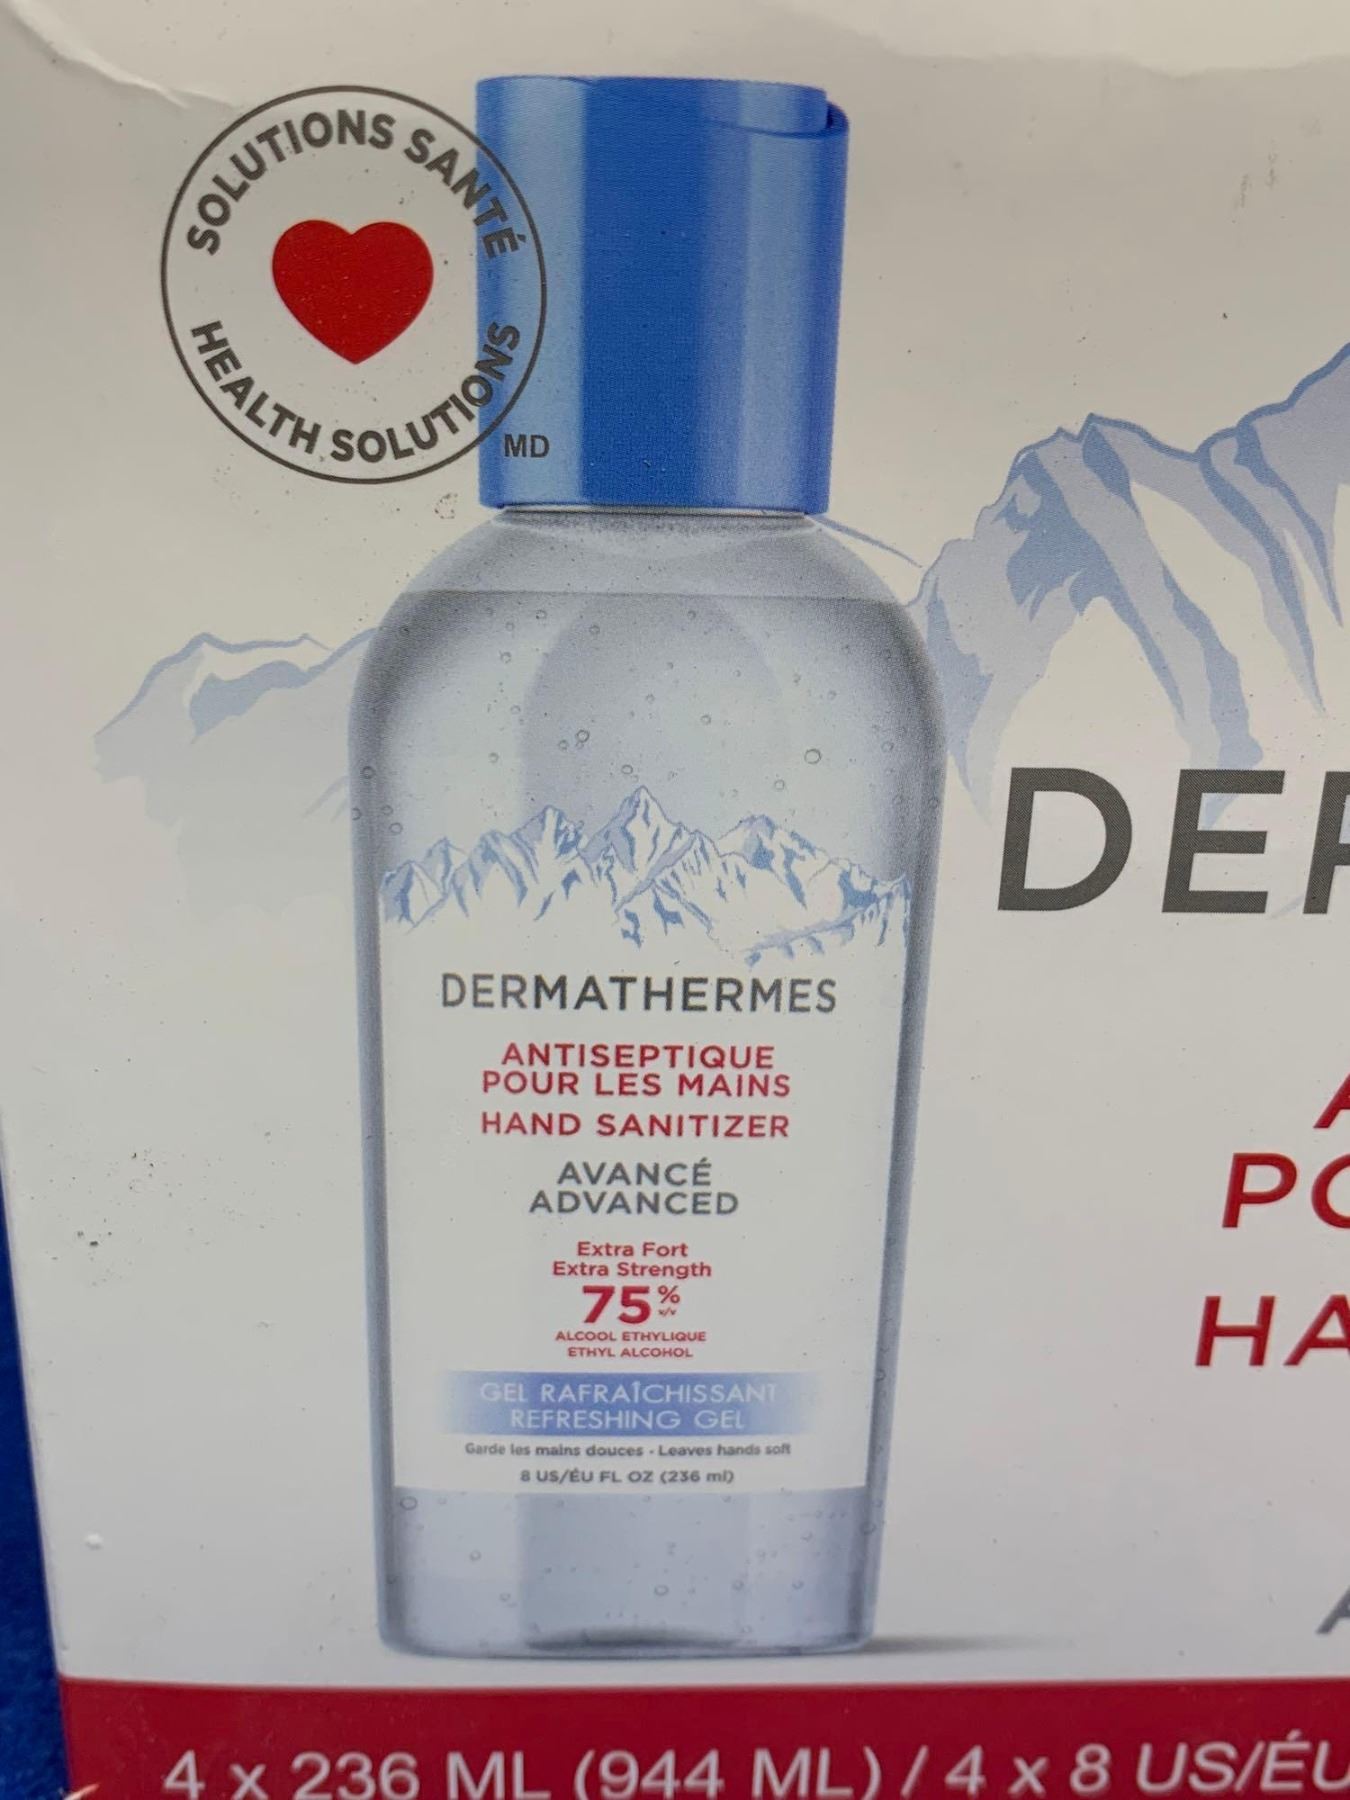 SOLUTIONS SANTÉ
HEALTH SOLUTIONS
MD
DERMATHERMES
ANTISEPTIQUE
POUR LES MAINS
HAND SANITIZER
AVANCÉ
ADVANCED
Extra Fort
Extra Strength
75% v/v
ALCOOL ETHYLIQUE
ETHYL ALCOHOL
GEL RAFRAÎCHISSANT
REFRESHING GEL
Garde les mains douces - Leaves hands soft
8 US/ÉU FL OZ (236 ml)
DER
A
PO
HA
A
4 x 236 ML (944 ML) / 4 x 8 US/ÉU